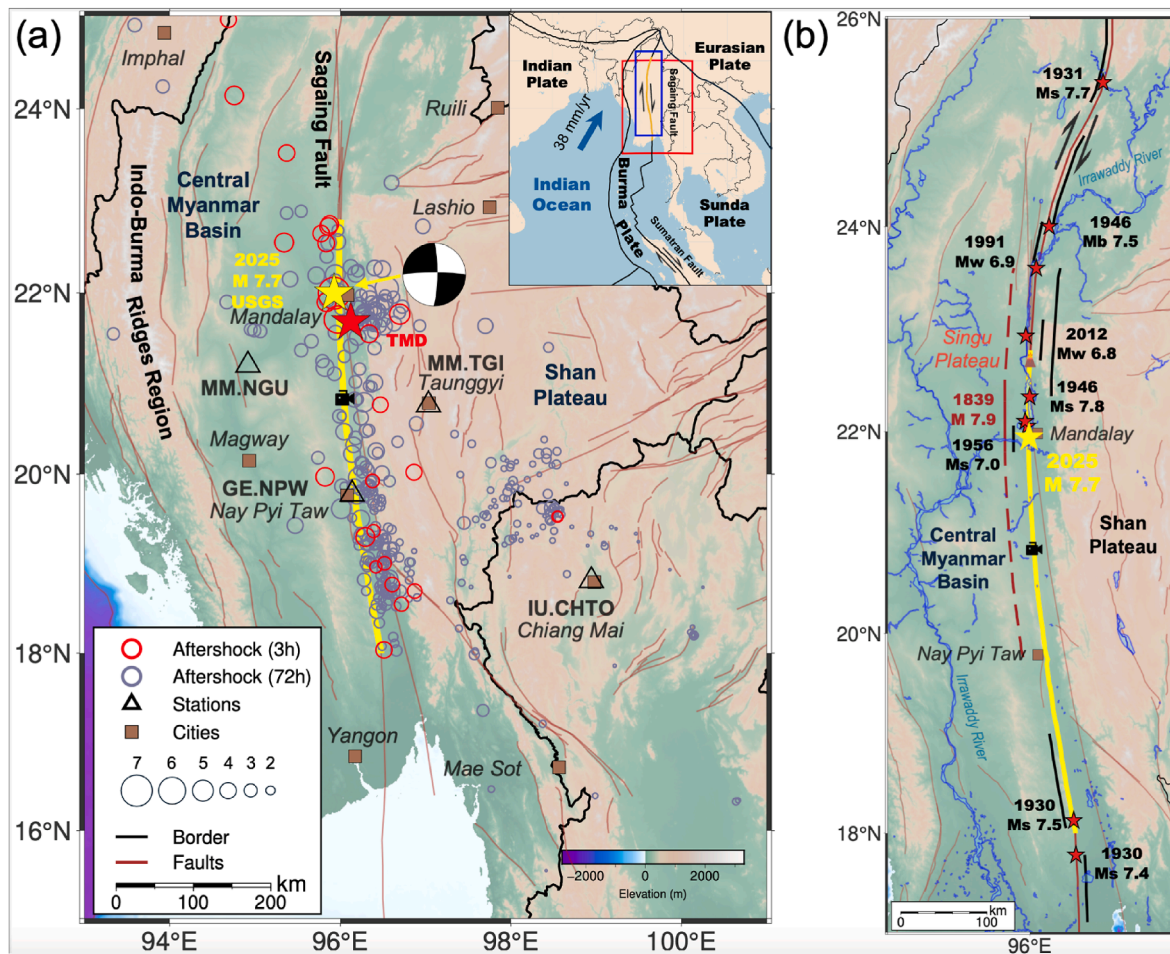 (a)
Imphal
24°N
22°N
20°N
18°N
16°N
94°E
96°E
98°E
100°E
Sagaing Fault
Indo-Burma Ridges Region
Central
Myanmar
Basin
Ruili
Lashio
2025
M 7.7
USGS
Mandalay
TMD
MM.NGU
MM.TGI
Taunggyi
Shan
Plateau
Magway
GE.NPW
Nay Pyi Taw
IU.CHTO
Chiang Mai
Yangon
Mae Sot
Aftershock (3h)
Aftershock (72h)
Stations
Cities
7 6 5 4 3 2
Border
Faults
km
0 100 200
−2000 0 2000
Elevation (m)
Indian
Plate
Eurasian
Plate
38 mm/yr
Sagaing Fault
Indian
Ocean
Burma Plate
Sunda
Plate
Sumatran Fault
(b)
26°N
24°N
22°N
20°N
18°N
96°E
1931
Ms 7.7
Irrawaddy River
1946
Mb 7.5
1991
Mw 6.9
Singu
Plateau
2012
Mw 6.8
1946
Ms 7.8
1839
M 7.9
1956
Ms 7.0
Mandalay
2025
M 7.7
Central
Myanmar
Basin
Shan
Plateau
Nay Pyi Taw
Irrawaddy River
1930
Ms 7.5
1930
Ms 7.4
km
0 100